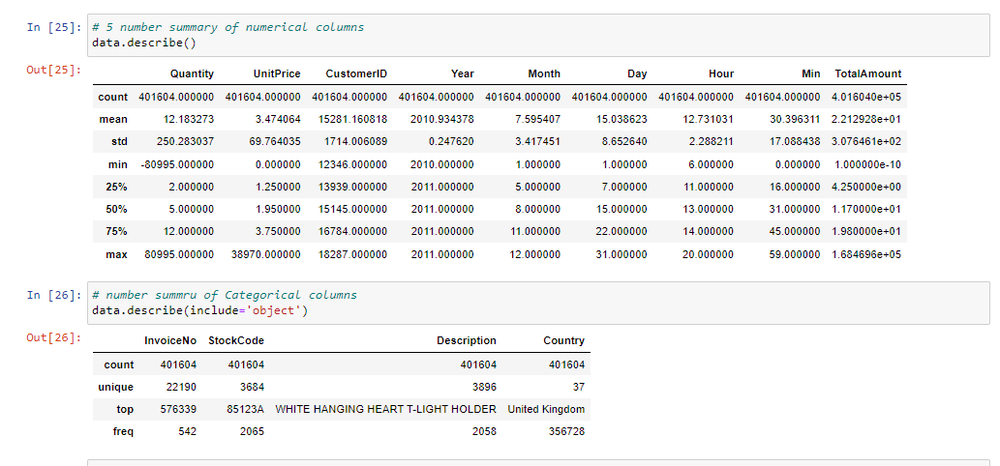 In [25]: # 5 number summary of numerical columns
data.describe()
Out[25]:
Quantity UnitPrice CustomerID Year Month Day Hour Min TotalAmount
count 401604.000000 401604.000000 401604.000000 401604.000000 401604.000000 401604.000000 401604.000000 401604.000000 4.016040e+05
mean 12.183273 3.474064 15281.160818 2010.934378 7.595407 15.038623 12.731031 30.396311 2.212928e+01
std 250.283037 69.764035 1714.006089 0.247620 3.417451 8.652640 2.288211 17.088438 3.076461e+02
min -80995.000000 0.000000 12346.000000 2010.000000 1.000000 1.000000 6.000000 0.000000 1.000000e-10
25% 2.000000 1.250000 13939.000000 2011.000000 5.000000 7.000000 11.000000 16.000000 4.250000e+00
50% 5.000000 1.950000 15145.000000 2011.000000 8.000000 15.000000 13.000000 31.000000 1.170000e+01
75% 12.000000 3.750000 16784.000000 2011.000000 11.000000 22.000000 14.000000 45.000000 1.980000e+01
max 80995.000000 38970.000000 18287.000000 2011.000000 12.000000 31.000000 20.000000 59.000000 1.684696e+05
In [26]: # number summru of Categorical columns
data.describe(include='object')
Out[26]:
InvoiceNo StockCode Description Country
count 401604 401604 401604 401604
unique 22190 3684 3896 37
top 576339 85123A WHITE HANGING HEART T-LIGHT HOLDER United Kingdom
freq 542 2065 2058 356728